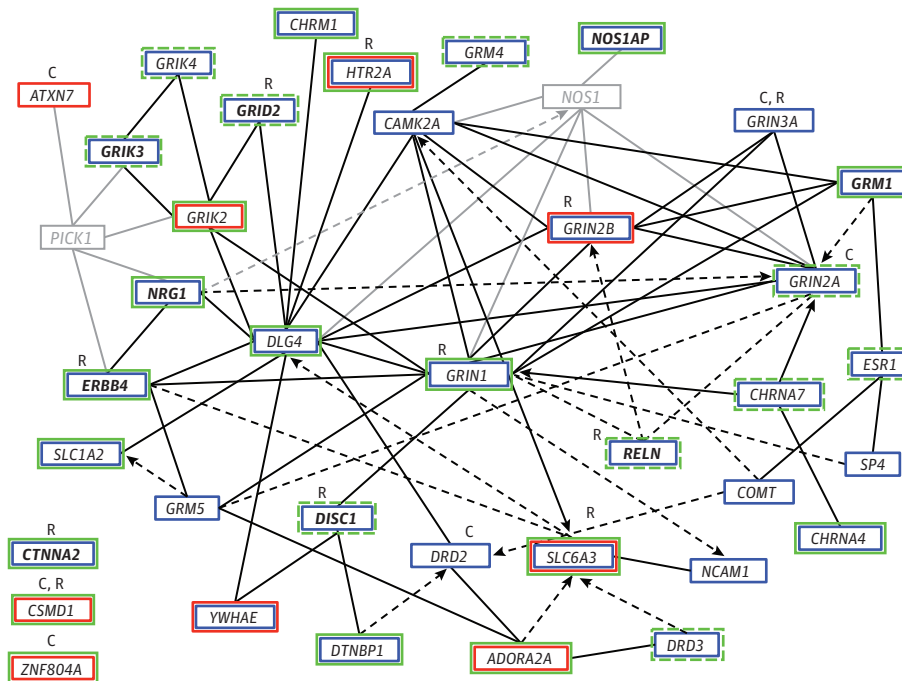 CHRM1
R
NOS1AP
GRIK4
GRM4
C
HTR2A
ATXN7
R
NOS1
C, R
GRID2
CAMK2A
GRIN3A
GRIK3
GRM1
R
GRIK2
GRIN2B
PICK1
C
GRIN2A
NRG1
DLG4
R
R
GRIN1
R
ESR1
ERBB4
CHRNA7
R
SLC1A2
RELN
SP4
GRM5
COMT
R
R
DISC1
R
C
CHRNA4
CTNNA2
DRD2
SLC6A3
NCAM1
C, R
CSMD1
YWHAE
DTNBP1
DRD3
C
ADORA2A
ZNF804A